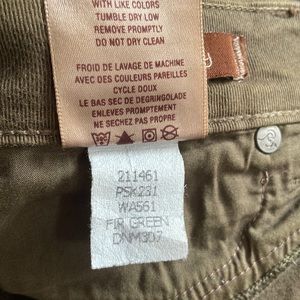 WITH LIKE COLORS
TUMBLE DRY LOW
REMOVE PROMPTLY
DO NOT DRY CLEAN
FROID DE LAVAGE DE MACHINE
AVEC DES COULEURS PAREILLES
CYCLE DOUX
LE BAS SEC DE DEGRINGOLADE
ENLEVES PROMPTEMENT
NE SECHEZ PAS NETTOIE
211461
PSK231
WA561
FIR GREEN
DNM307